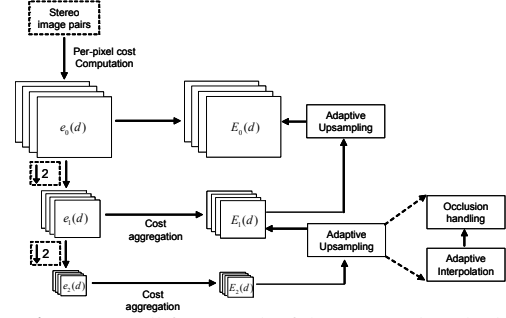 Stereo
image pairs
Per-pixel cost
Computation
e₀(d)
E₀(d)
Adaptive
Upsampling
2
e₁(d)
Cost
aggregation
E₁(d)
Adaptive
Upsampling
Occlusion
handling
Adaptive
Interpolation
2
e₂(d)
Cost
aggregation
E₂(d)